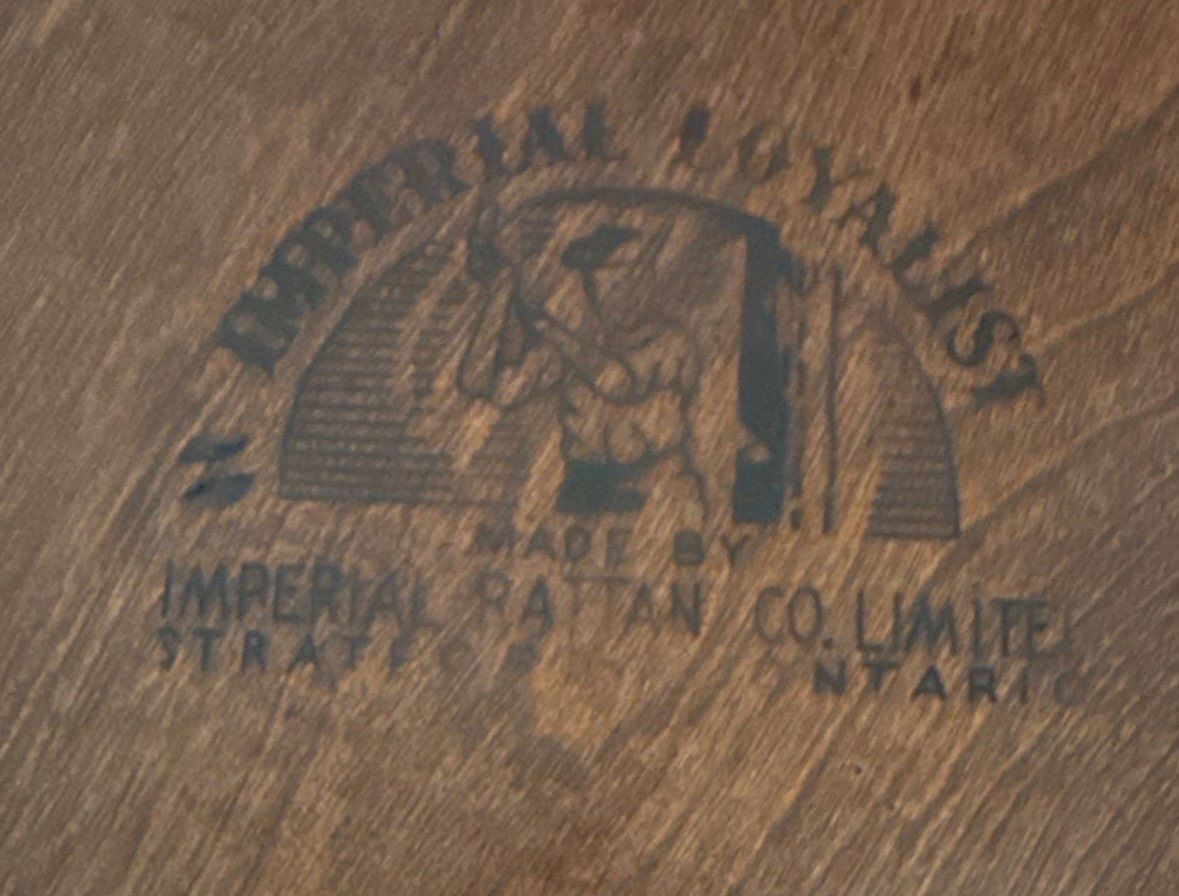 IMPERIAL LOYALIST
MADE BY
IMPERIAL RATTAN CO. LIMITED
STRATFORD ONTARIO